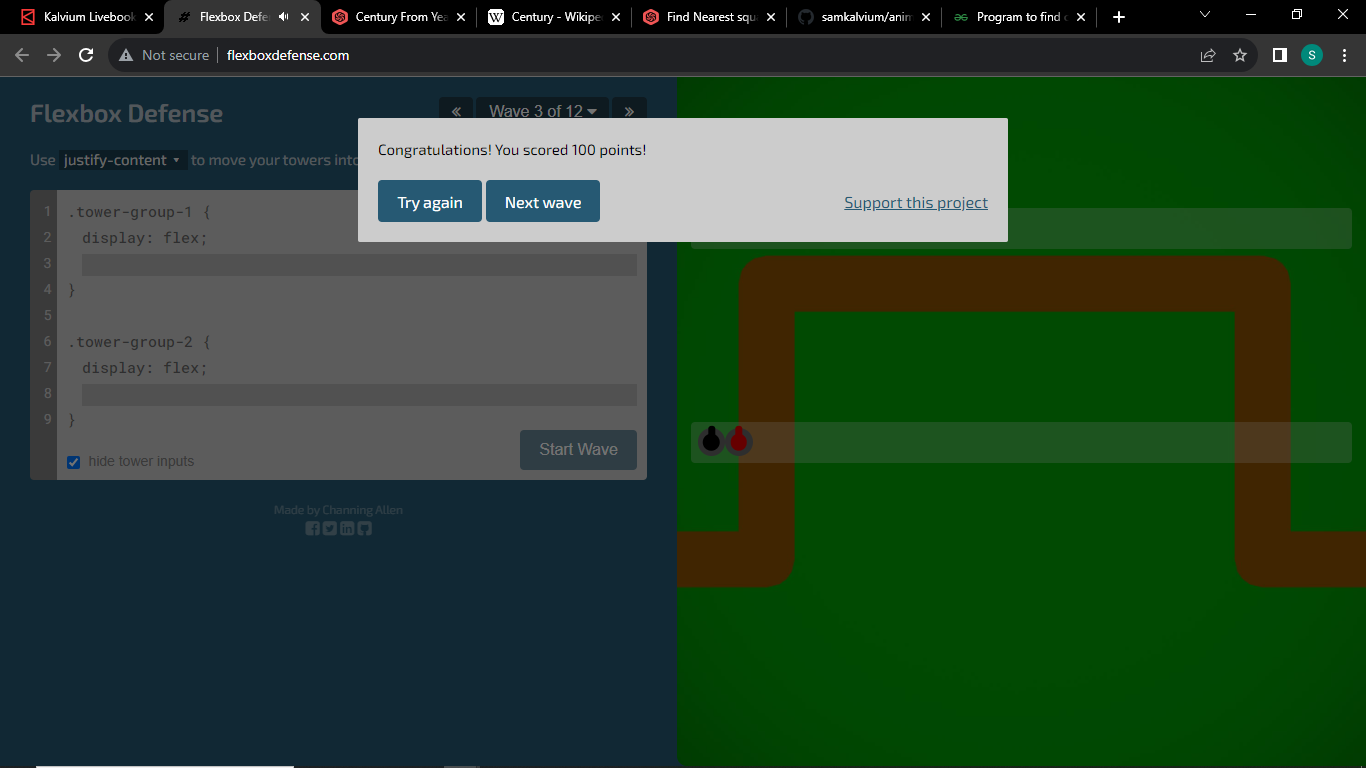 Kalvium Livebook
Flexbox Defe
Century From Yea
Century - Wikipe
Find Nearest squ
samkalvium/anim
Program to find
Not secure
flexboxdefense.com
S
Flexbox Defense
« Wave 3 of 12 »
Use justify-content to move your towers into
Congratulations! You scored 100 points!
Try again
Next wave
Support this project
1 .tower-group-1 {
2 display: flex;
3
4 }
5
6 .tower-group-2 {
7 display: flex;
8
9 }
hide tower inputs
Start Wave
Made by Channing Allen